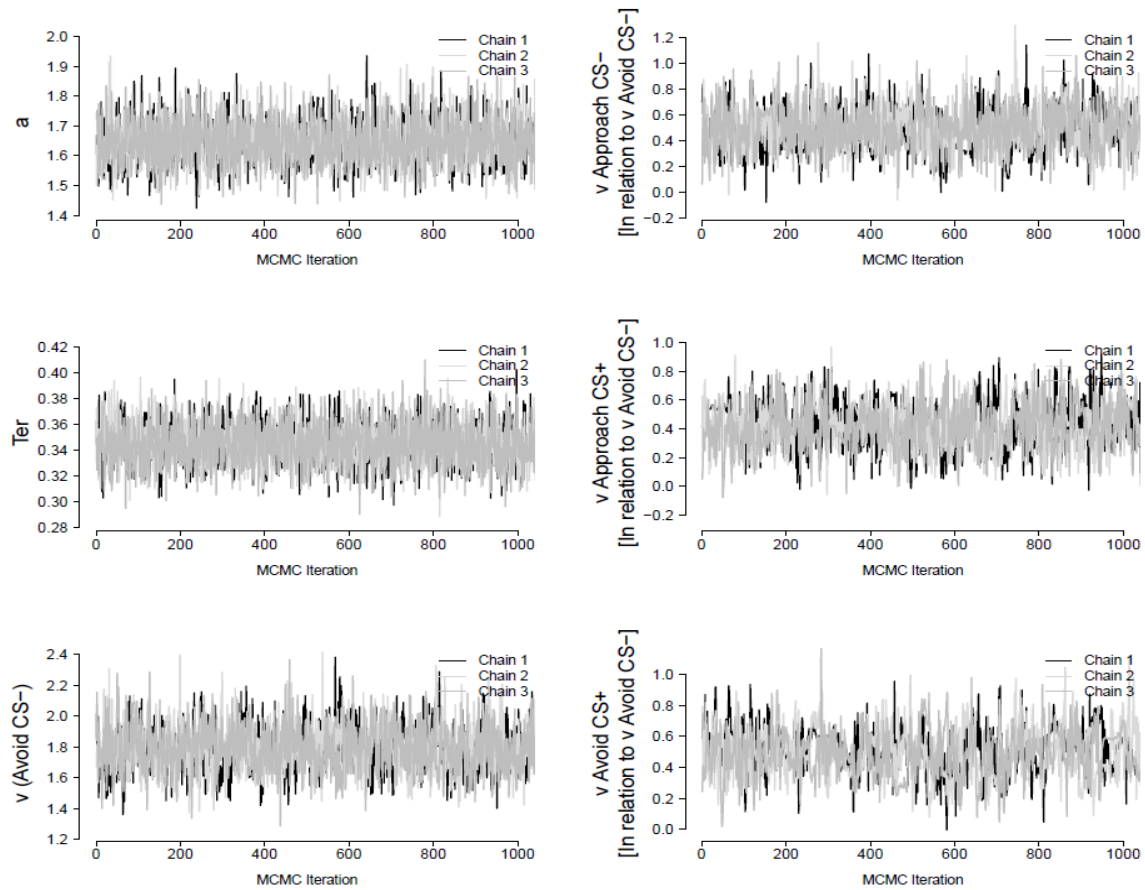 a
2.0
1.9
1.8
1.7
1.6
1.5
1.4
Chain 1
Chain 2
Chain 3
0 200 400 600 800 1000
MCMC Iteration
v Approach CS−
[In relation to v Avoid CS−]
1.2
1.0
0.8
0.6
0.4
0.2
0.0
−0.2
Chain 1
Chain 2
Chain 3
0 200 400 600 800 1000
MCMC Iteration
Ter
0.42
0.40
0.38
0.36
0.34
0.32
0.30
0.28
Chain 1
Chain 2
Chain 3
0 200 400 600 800 1000
MCMC Iteration
v Approach CS+
[In relation to v Avoid CS−]
1.0
0.8
0.6
0.4
0.2
0.0
−0.2
Chain 1
Chain 2
Chain 3
0 200 400 600 800 1000
MCMC Iteration
v (Avoid CS−)
2.4
2.2
2.0
1.8
1.6
1.4
1.2
Chain 1
Chain 2
Chain 3
0 200 400 600 800 1000
MCMC Iteration
v Avoid CS+
[In relation to v Avoid CS−]
1.0
0.8
0.6
0.4
0.2
0.0
Chain 1
Chain 2
Chain 3
0 200 400 600 800 1000
MCMC Iteration